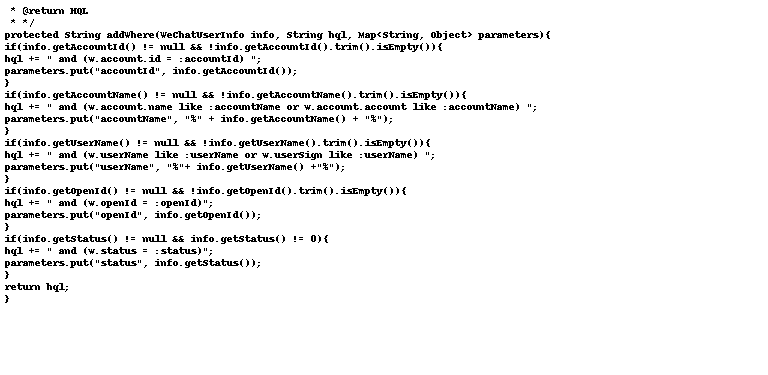 * @return HQL
* */
protected String addWhere(WeChatUserInfo info, String hql, Map<String, Object> parameters){
if(info.getAccountId() != null && !info.getAccountId().trim().isEmpty()){
hql += " and (w.account.id = :accountId) ";
parameters.put("accountId", info.getAccountId());
}
if(info.getAccountName() != null && !info.getAccountName().trim().isEmpty()){
hql += " and (w.account.name like :accountName or w.account.account like :accountName) ";
parameters.put("accountName", "%" + info.getAccountName() + "%");
}
if(info.getUserName() != null && !info.getUserName().trim().isEmpty()){
hql += " and (w.userName like :userName or w.userSign like :userName) ";
parameters.put("userName", "%"+ info.getUserName() +"%");
}
if(info.getOpenId() != null && !info.getOpenId().trim().isEmpty()){
hql += " and (w.openId = :openId)";
parameters.put("openId", info.getOpenId());
}
if(info.getStatus() != null && info.getStatus() != 0){
hql += " and (w.status = :status)";
parameters.put("status", info.getStatus());
}
return hql;
}